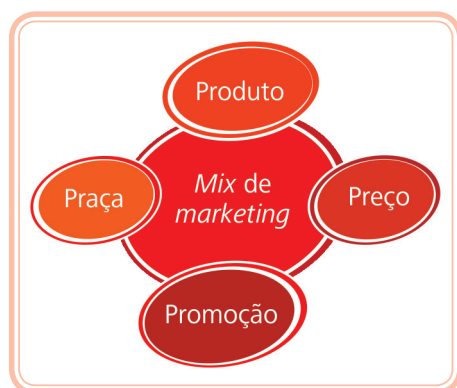 Produto
Praça
Mix de
marketing
Preço
Promoção